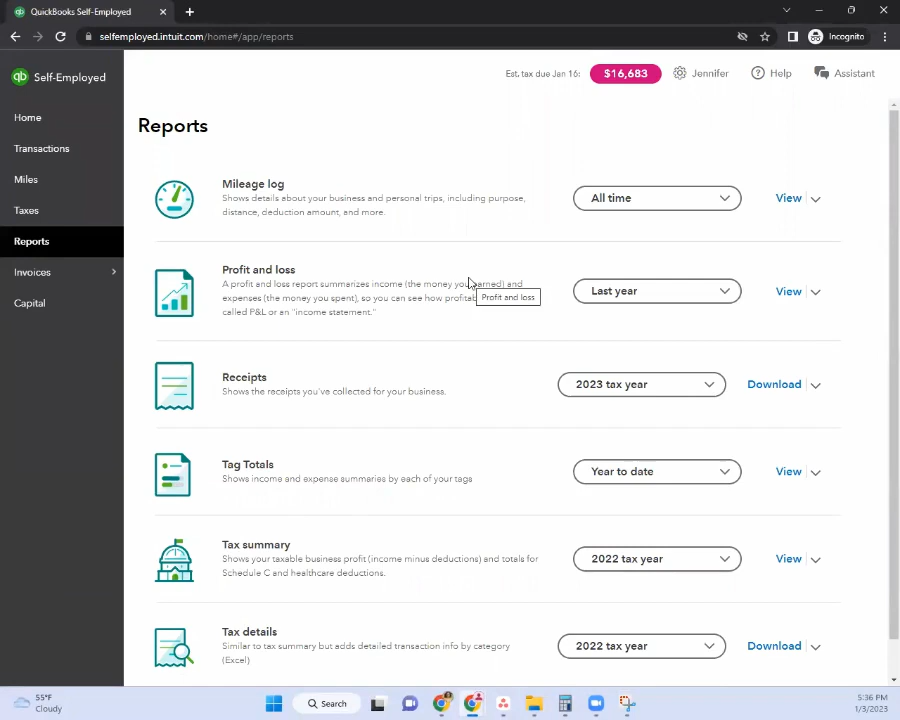 QuickBooks Self-Employed
selfemployed.intuit.com/home#/app/reports
Incognito
qb Self-Employed
Est. tax due Jan 16: $16,683 Jennifer Help Assistant
Home
Transactions
Miles
Taxes
Reports
Invoices
Capital
Reports
Mileage log
Shows details about your business and personal trips, including purpose,
distance, deduction amount, and more.
All time
View
Profit and loss
A profit and loss report summarizes income (the money you earned) and
expenses (the money you spent), so you can see how profitab
called P&L or an "income statement."
Profit and loss
Last year
View
Receipts
Shows the receipts you've collected for your business.
2023 tax year
Download
Tag Totals
Shows income and expense summaries by each of your tags
Year to date
View
Tax summary
Shows your taxable business profit (income minus deductions) and totals for
Schedule C and healthcare deductions.
2022 tax year
View
Tax details
Similar to tax summary but adds detailed transaction info by category
(Excel)
2022 tax year
Download
55°F
Cloudy
Search
5:36 PM
1/3/2023